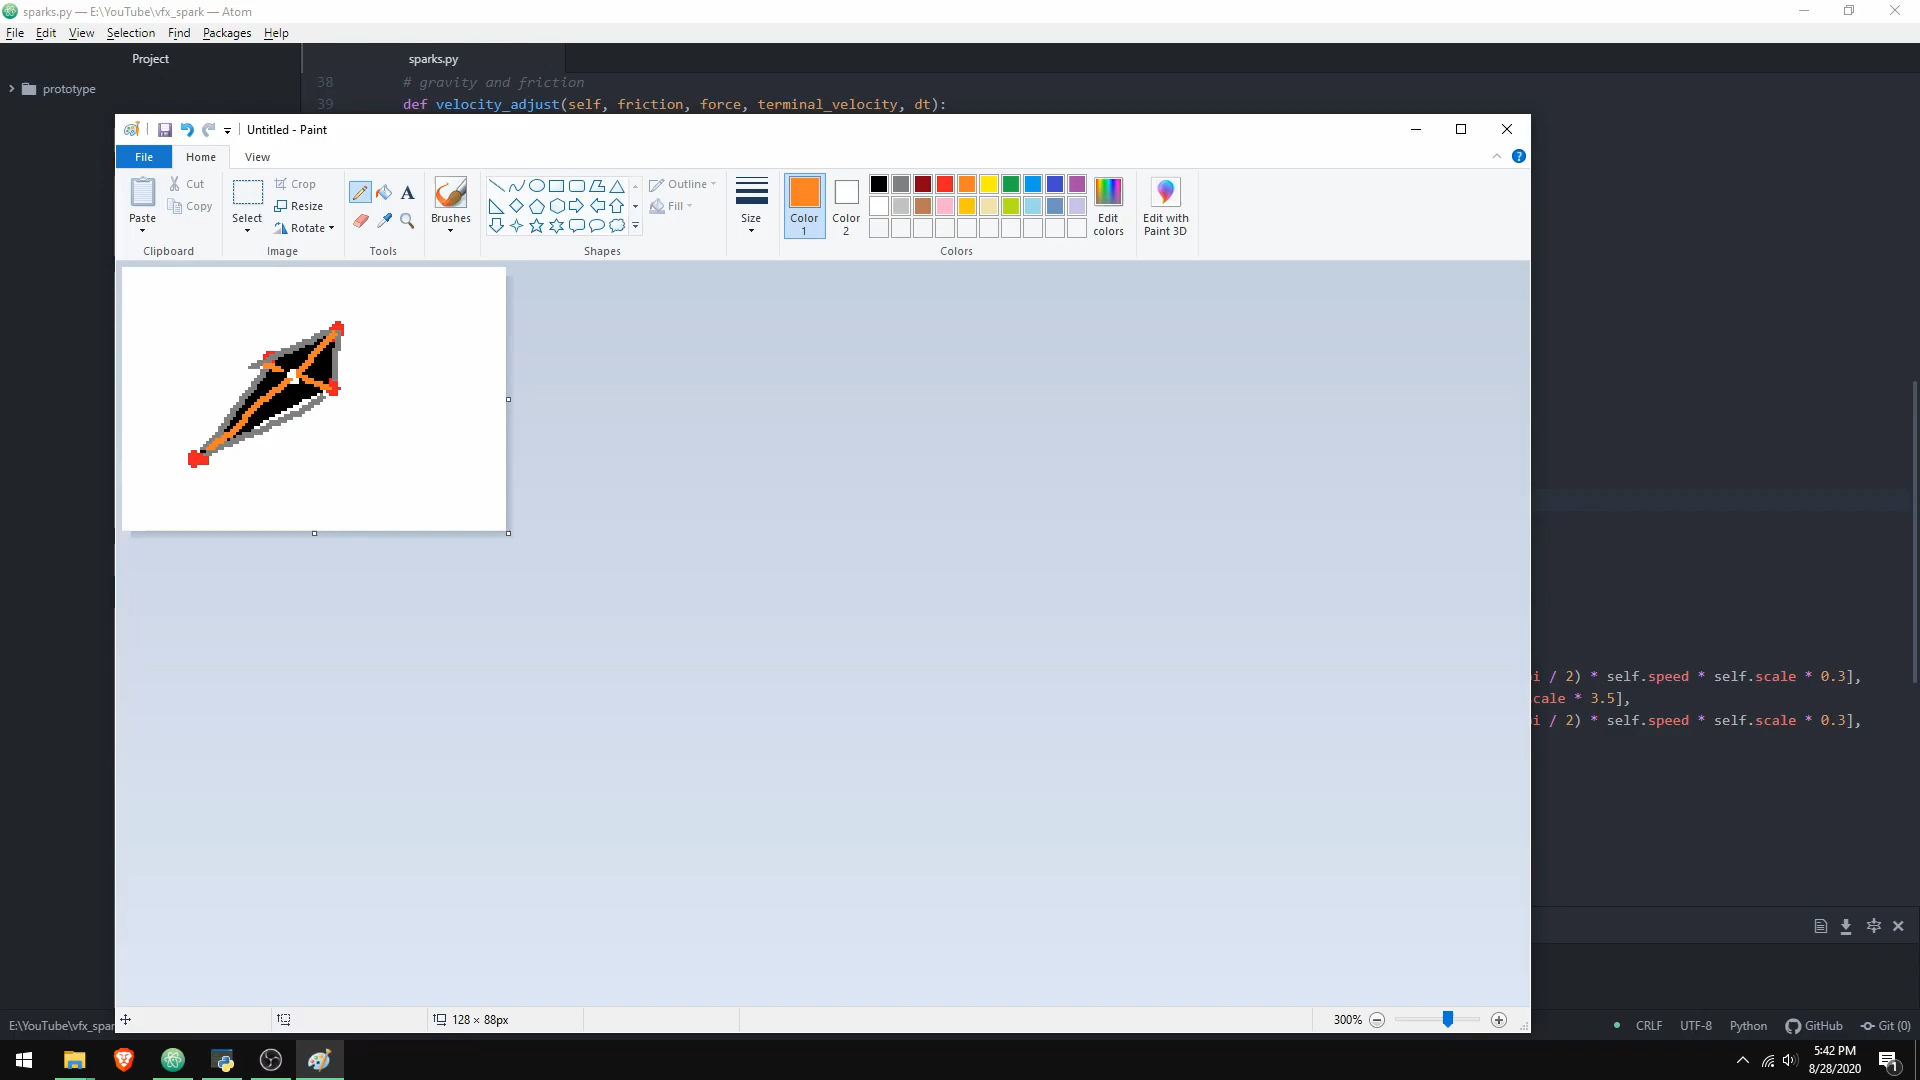 sparks.py — E:\YouTube\vfx_spark — Atom
File Edit View Selection Find Packages Help
Project
sparks.py
prototype
38 # gravity and friction
39 def velocity_adjust(self, friction, force, terminal_velocity, dt):
Untitled - Paint
File Home View
Paste
Cut
Copy
Clipboard
Select
Crop
Resize
Rotate
Image
Tools
Brushes
Shapes
Outline
Fill
Size
Color 1
Color 2
Colors
Edit colors
Edit with Paint 3D
i / 2) * self.speed * self.scale * 0.3],
cale * 3.5],
i / 2) * self.speed * self.scale * 0.3],
128 × 88px
300%
E:\YouTube\vfx_spar
CRLF UTF-8 Python GitHub Git (0)
5:42 PM
8/28/2020
1